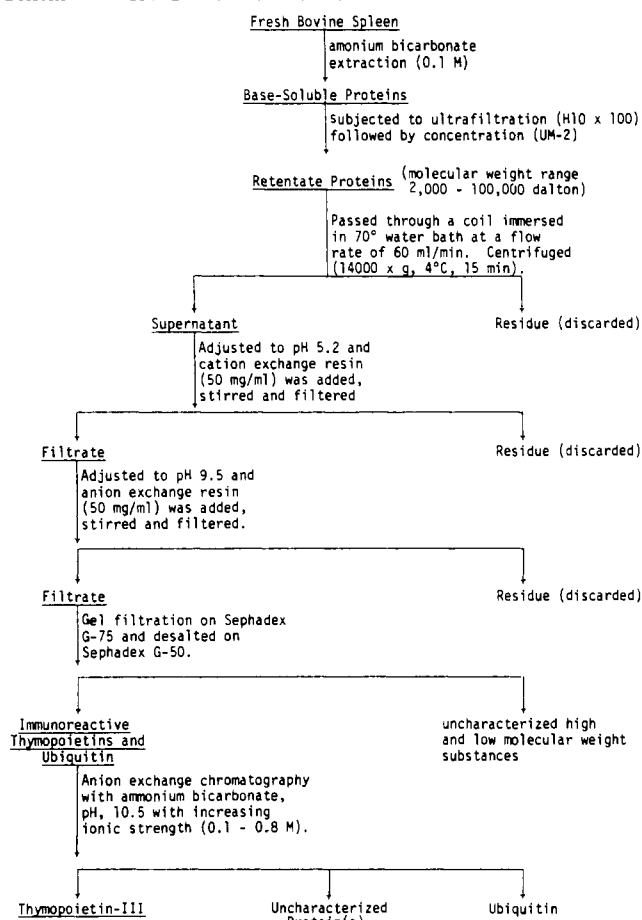 Fresh Bovine Spleen
amonium bicarbonate
extraction (0.1 M)
Base-Soluble Proteins
subjected to ultrafiltration (H10 x 100)
followed by concentration (UM-2)
Retentate Proteins (molecular weight range
2,000 - 100,000 dalton)
Passed through a coil immersed
in 70° water bath at a flow
rate of 60 ml/min. Centrifuged
(14000 x g, 4°C, 15 min).
Supernatant
Residue (discarded)
Adjusted to pH 5.2 and
cation exchange resin
(50 mg/ml) was added,
stirred and filtered
Filtrate
Residue (discarded)
Adjusted to pH 9.5 and
anion exchange resin
(50 mg/ml) was added,
stirred and filtered.
Filtrate
Residue (discarded)
Gel filtration on Sephadex
G-75 and desalted on
Sephadex G-50.
Immunoreactive
Thymopoietins and
Ubiquitin
uncharacterized high
and low molecular weight
substances
Anion exchange chromatography
with ammonium bicarbonate,
pH, 10.5 with increasing
ionic strength (0.1 - 0.8 M).
Thymopoietin-III
Uncharacterized
Protein(s)
Ubiquitin